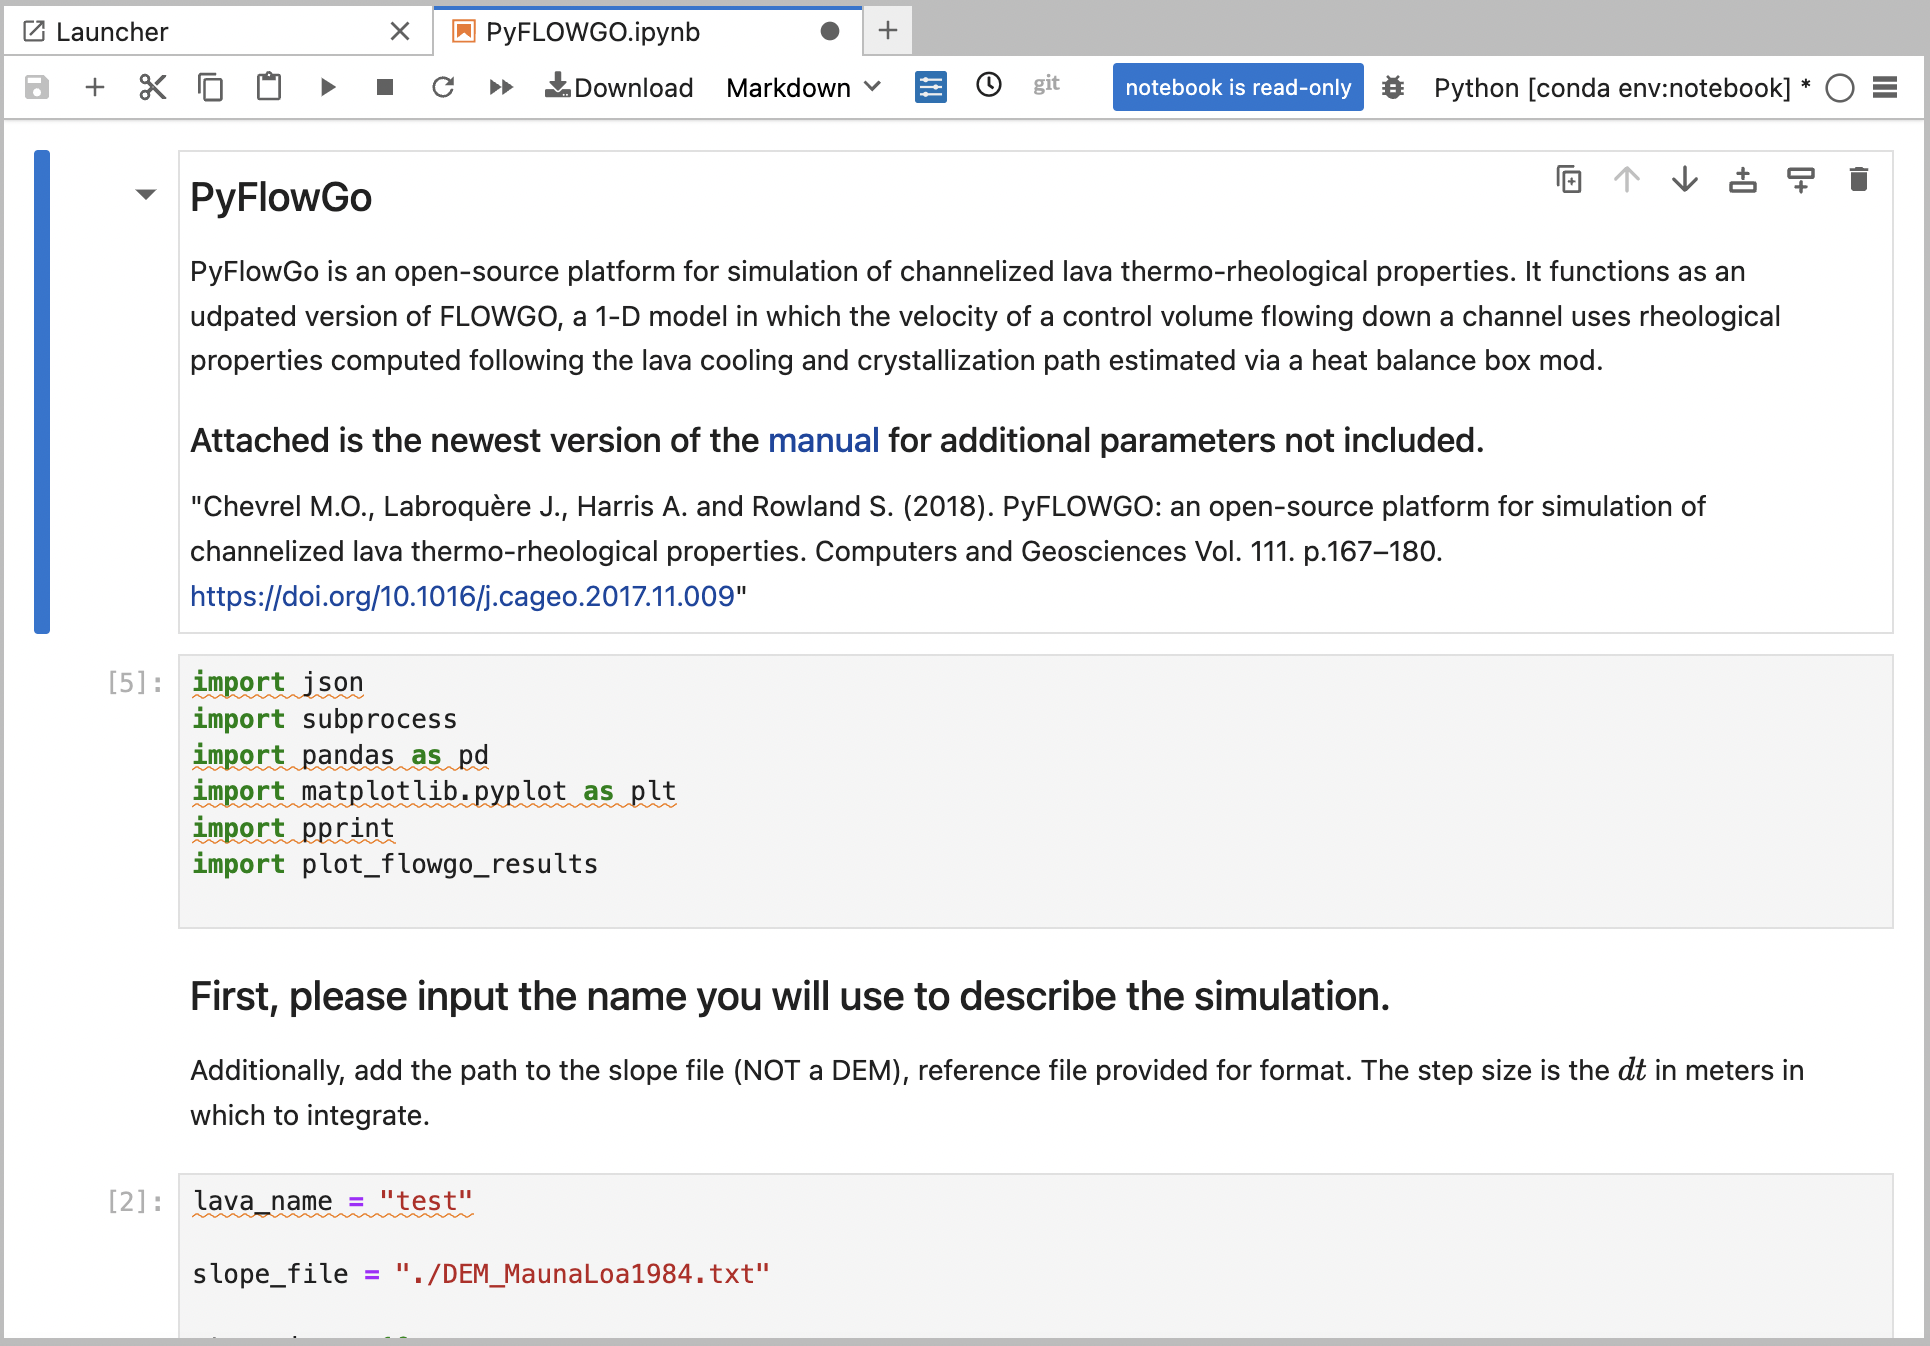 Launcher
PyFLOWGO.ipynb
Download
Markdown
git
notebook is read-only
Python [conda env:notebook] *
PyFlowGo
PyFlowGo is an open-source platform for simulation of channelized lava thermo-rheological properties. It functions as an
udpated version of FLOWGO, a 1-D model in which the velocity of a control volume flowing down a channel uses rheological
properties computed following the lava cooling and crystallization path estimated via a heat balance box mod.
Attached is the newest version of the manual for additional parameters not included.
"Chevrel M.O., Labroquère J., Harris A. and Rowland S. (2018). PyFLOWGO: an open-source platform for simulation of
channelized lava thermo-rheological properties. Computers and Geosciences Vol. 111. p.167–180.
https://doi.org/10.1016/j.cageo.2017.11.009"
[5]:
import json
import subprocess
import pandas as pd
import matplotlib.pyplot as plt
import pprint
import plot_flowgo_results
First, please input the name you will use to describe the simulation.
Additionally, add the path to the slope file (NOT a DEM), reference file provided for format. The step size is the dt in meters in
which to integrate.
[2]:
lava_name = "test"
slope_file = "./DEM_MaunaLoa1984.txt"